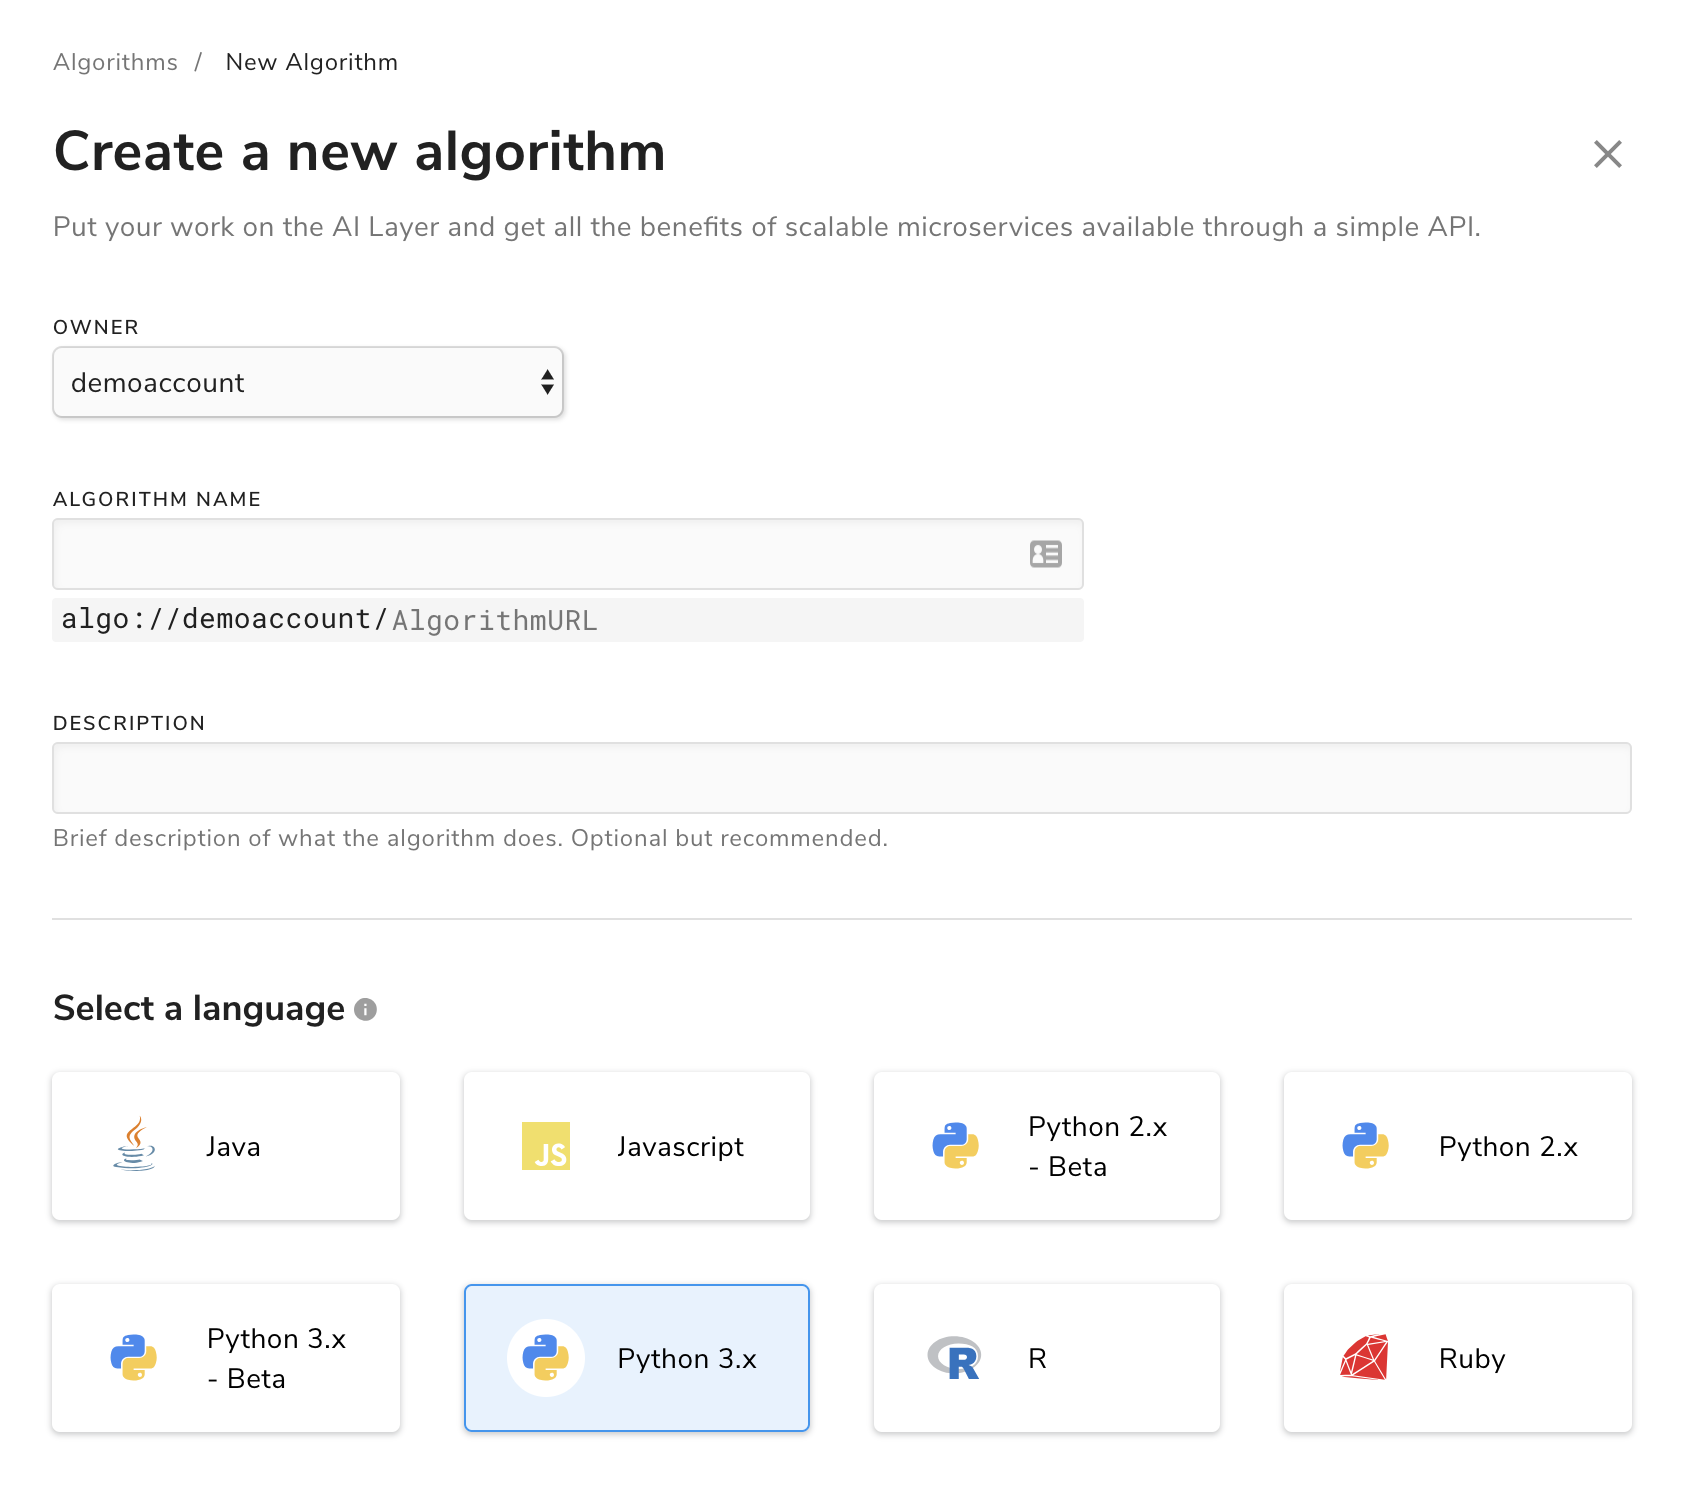 Algorithms / New Algorithm
Create a new algorithm
Put your work on the AI Layer and get all the benefits of scalable microservices available through a simple API.
OWNER
demoaccount
ALGORITHM NAME
algo://demoaccount/AlgorithmURL
DESCRIPTION
Brief description of what the algorithm does. Optional but recommended.
Select a language
Java
JS
Javascript
Python 2.x
- Beta
Python 2.x
Python 3.x
- Beta
Python 3.x
R
R
Ruby